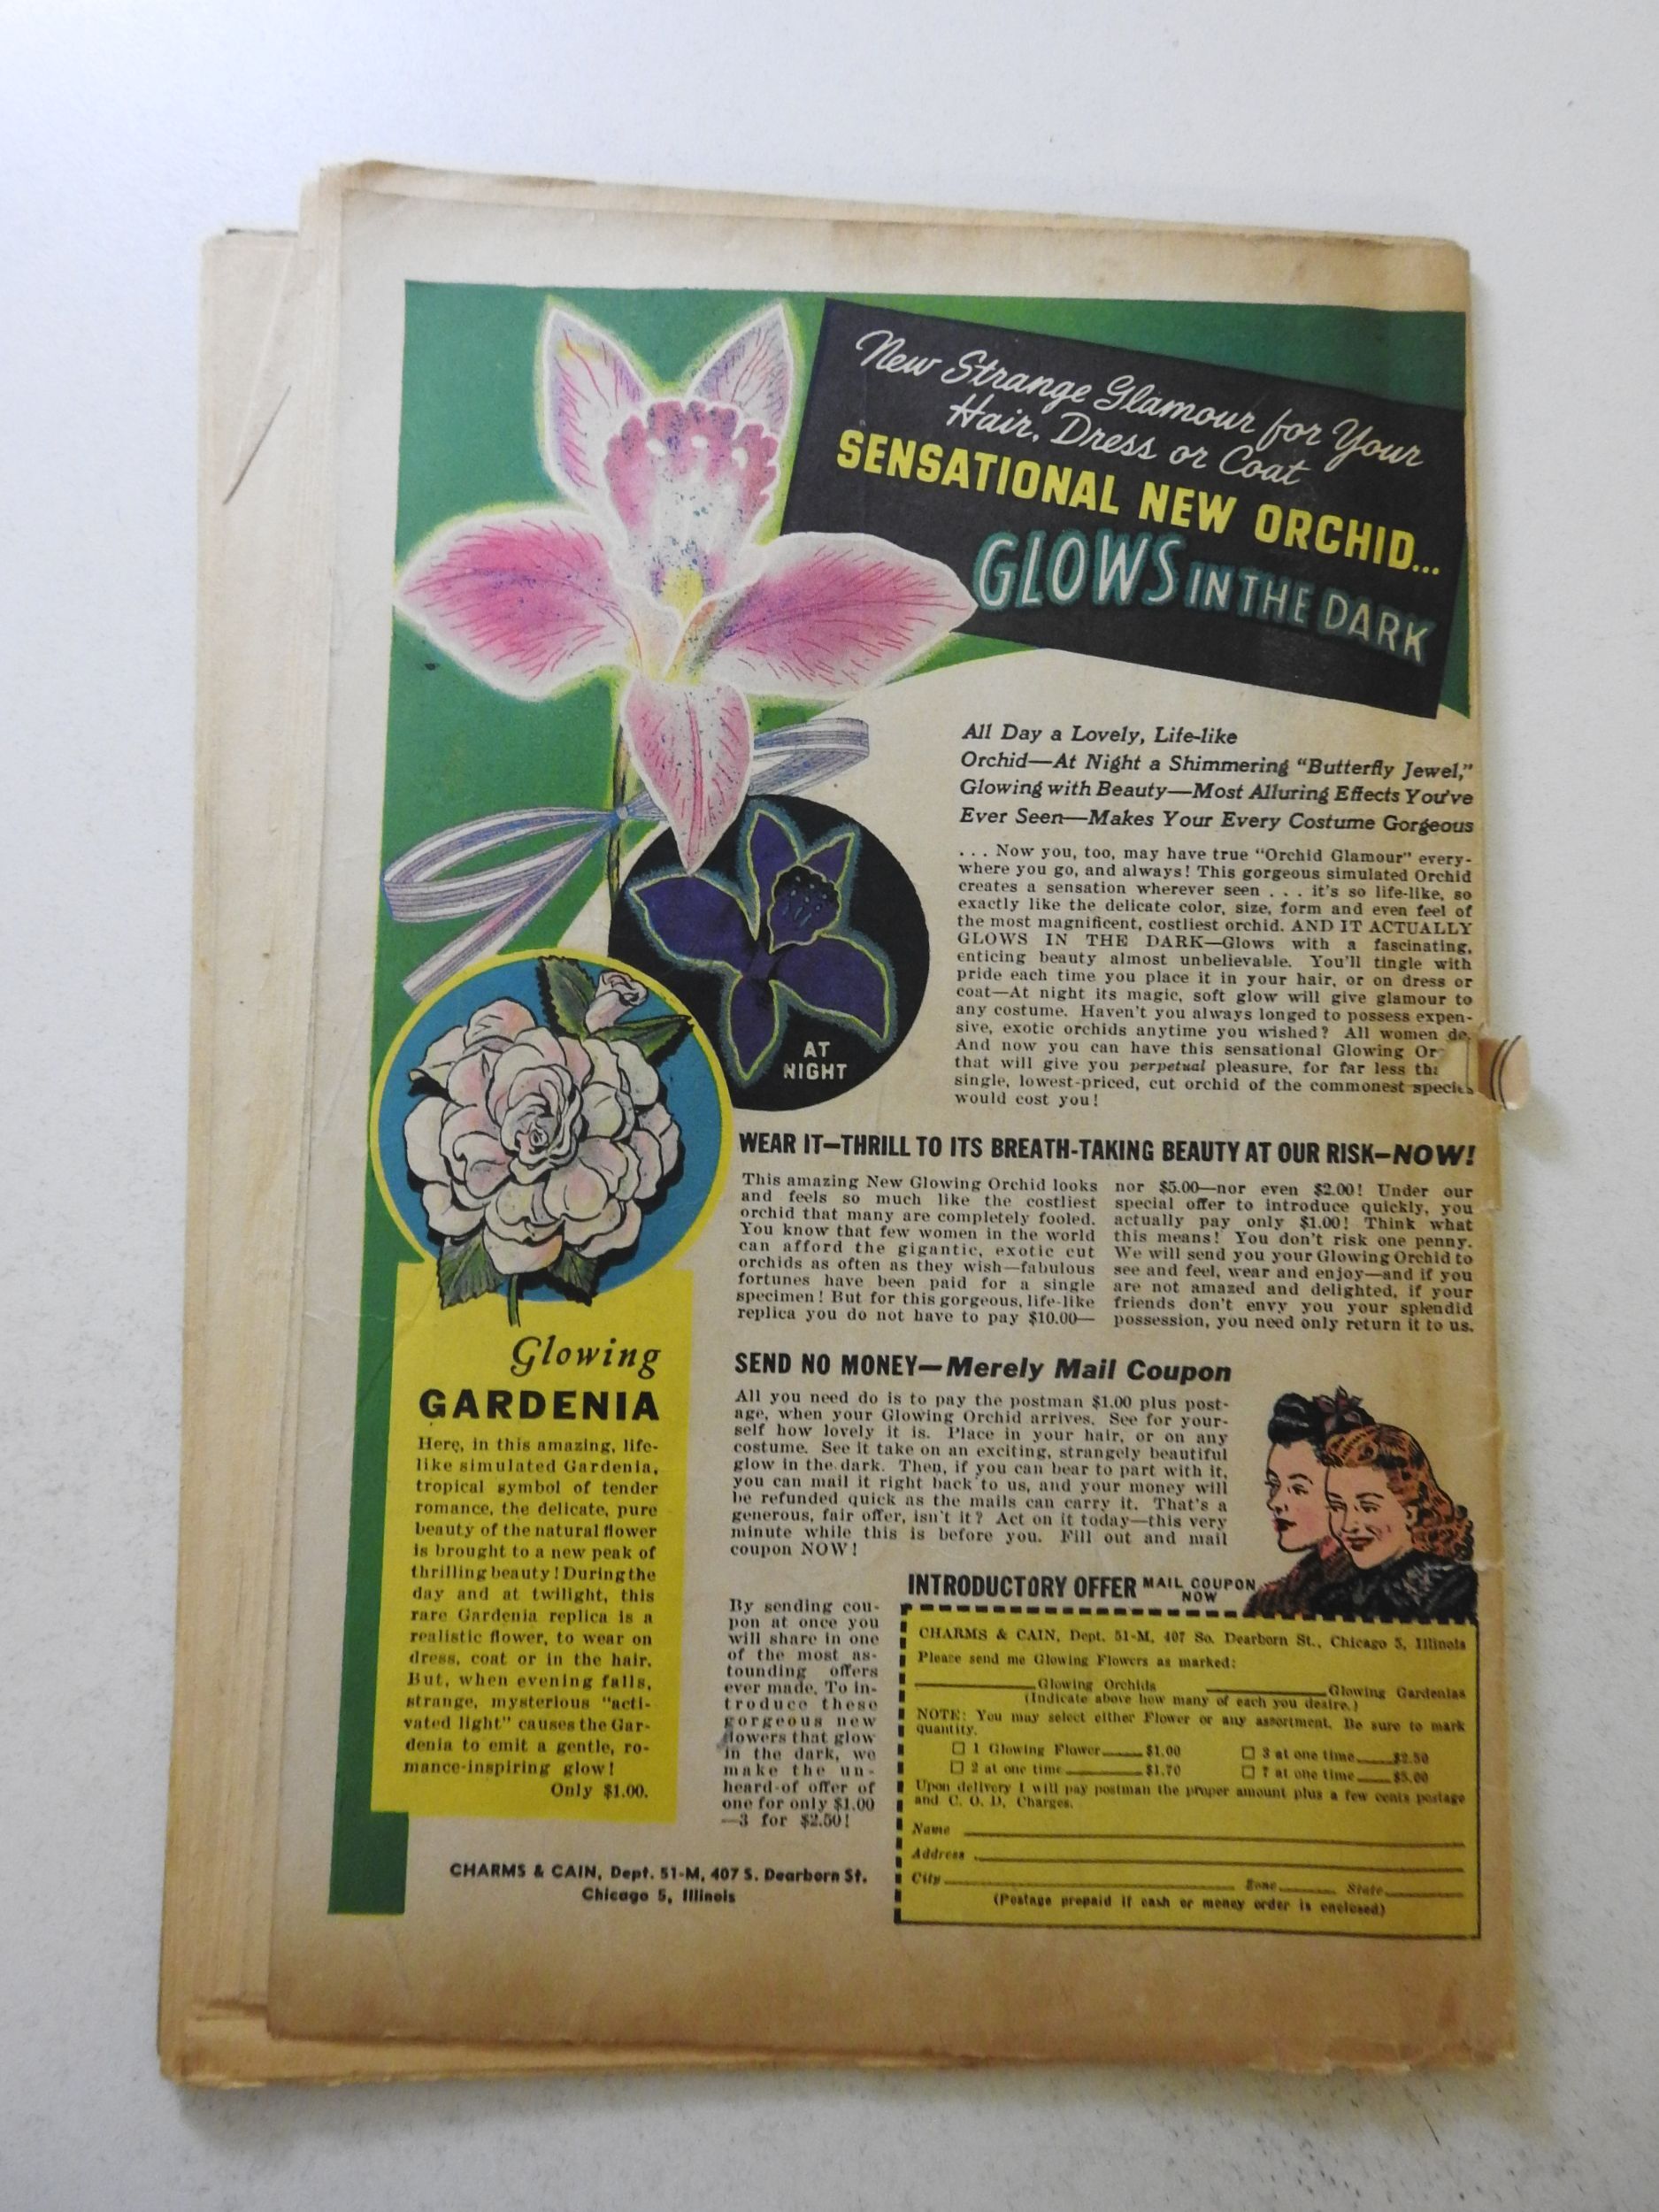 New Strange Glamour for Your
Hair, Dress or Coat
SENSATIONAL NEW ORCHID...
GLOWS IN THE DARK
All Day a Lovely, Life-like
Orchid—At Night a Shimmering "Butterfly Jewel,"
Glowing with Beauty—Most Alluring Effects You've
Ever Seen—Makes Your Every Costume Gorgeous
... Now you, too, may have true "Orchid Glamour" every-
where you go, and always! This gorgeous simulated Orchid
creates a sensation wherever seen ... it's so life-like, so
exactly like the delicate color, size, form and even feel of
the most magnificent, costliest orchid. AND IT ACTUALLY
GLOWS IN THE DARK—Glows with a fascinating,
enticing beauty almost unbelievable. You'll tingle with
pride each time you place it in your hair, or on dress or
coat—At night its magic, soft glow will give glamour to
any costume. Haven't you always longed to possess expen-
sive, exotic orchids anytime you wished? All women do.
And now you can have this sensational Glowing Or
that will give you perpetual pleasure, for far less tha
single, lowest-priced, cut orchid of the commonest species
would cost you!
AT
NIGHT
WEAR IT—THRILL TO ITS BREATH-TAKING BEAUTY AT OUR RISK—NOW!
This amazing New Glowing Orchid looks
and feels so much like the costliest
orchid that many are completely fooled.
You know that few women in the world
can afford the gigantic, exotic cut
orchids as often as they wish—fabulous
fortunes have been paid for a single
specimen! But for this gorgeous, life-like
replica you do not have to pay $10.00—
nor $5.00—nor even $2.00! Under our
special offer to introduce quickly, you
actually pay only $1.00! Think what
this means! You don't risk one penny.
We will send you your Glowing Orchid to
see and feel, wear and enjoy—and if you
are not amazed and delighted, if your
friends don't envy you your splendid
possession, you need only return it to us.
Glowing
GARDENIA
Here, in this amazing, life-
like simulated Gardenia,
tropical symbol of tender
romance, the delicate, pure
beauty of the natural flower
is brought to a new peak of
thrilling beauty! During the
day and at twilight, this
rare Gardenia replica is a
realistic flower, to wear on
dress, coat or in the hair.
But, when evening falls,
strange, mysterious "acti-
vated light" causes the Gar-
denia to emit a gentle, ro-
mance-inspiring glow!
Only $1.00.
SEND NO MONEY—Merely Mail Coupon
All you need do is to pay the postman $1.00 plus post-
age, when your Glowing Orchid arrives. See for your-
self how lovely it is. Place in your hair, or on any
costume. See it take on an exciting, strangely beautiful
glow in the dark. Then, if you can bear to part with it,
you can mail it right back to us, and your money will
be refunded quick as the mails can carry it. That's a
generous, fair offer, isn't it? Act on it today—this very
minute while this is before you. Fill out and mail
coupon NOW!
By sending cou-
pon at once you
will share in one
of the most as-
tounding offers
ever made. To in-
troduce these
gorgeous new
flowers that glow
in the dark, we
make the un-
heard-of offer of
one for only $1.00
—3 for $2.50!
CHARMS & CAIN, Dept. 51-M, 407 S. Dearborn St.
Chicago 5, Illinois
INTRODUCTORY OFFER MAIL COUPON
NOW
CHARMS & CAIN, Dept. 51-M, 407 So. Dearborn St., Chicago 5, Illinois
Please send me Glowing Flowers as marked:
Glowing Orchids Glowing Gardenias
(Indicate above how many of each you desire.)
NOTE: You may select either Flower or any assortment. Be sure to mark
quantity.
☐ 1 Glowing Flower $1.00 ☐ 3 at one time $2.50
☐ 2 at one time $1.70 ☐ 7 at one time $5.00
Upon delivery I will pay postman the proper amount plus a few cents postage
and C. O. D. Charges.
Name
Address
City Zone State
(Postage prepaid if cash or money order is enclosed)